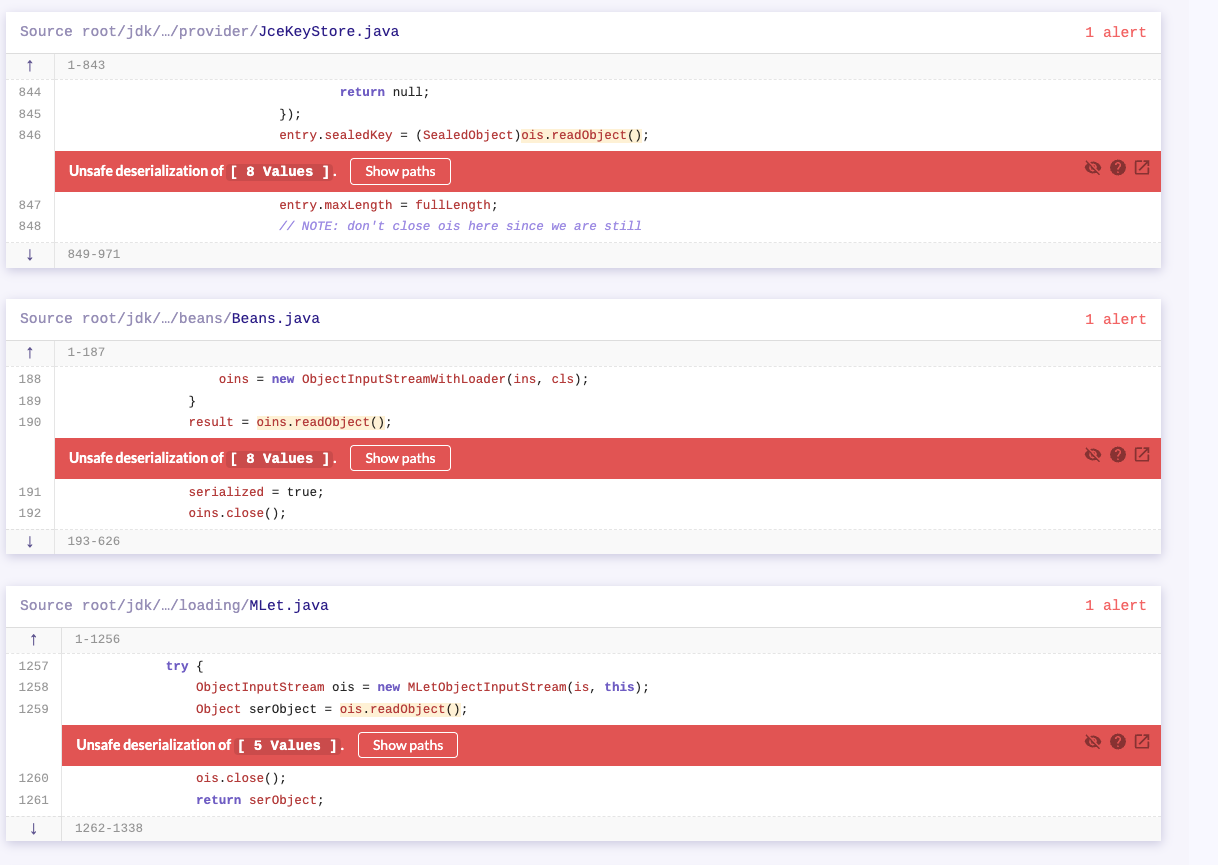 Source root/jdk/…/provider/JceKeyStore.java 1 alert
↑ 1-843
844 return null;
845 });
846 entry.sealedKey = (SealedObject)ois.readObject();
Unsafe deserialization of [ 8 Values ]. Show paths
847 entry.maxLength = fullLength;
848 // NOTE: don't close ois here since we are still
↓ 849-971
Source root/jdk/…/beans/Beans.java 1 alert
↑ 1-187
188 oins = new ObjectInputStreamWithLoader(ins, cls);
189 }
190 result = oins.readObject();
Unsafe deserialization of [ 8 Values ]. Show paths
191 serialized = true;
192 oins.close();
↓ 193-626
Source root/jdk/…/loading/MLet.java 1 alert
↑ 1-1256
1257 try {
1258 ObjectInputStream ois = new MLetObjectInputStream(is, this);
1259 Object serObject = ois.readObject();
Unsafe deserialization of [ 5 Values ]. Show paths
1260 ois.close();
1261 return serObject;
↓ 1262-1338